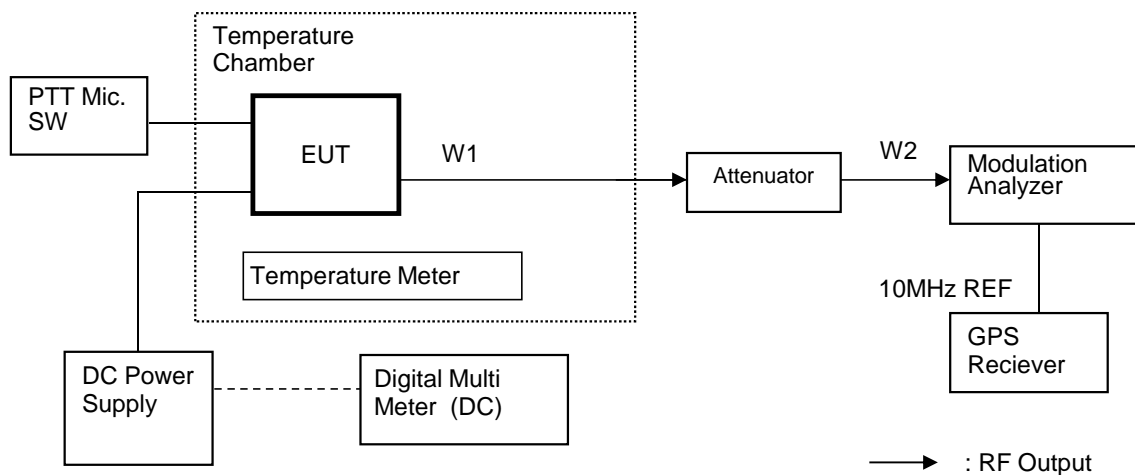 Temperature
Chamber
PTT Mic.
SW
EUT
W1
Attenuator
W2
Modulation
Analyzer
Temperature Meter
10MHz REF
GPS
Reciever
DC Power
Supply
Digital Multi
Meter (DC)
: RF Output